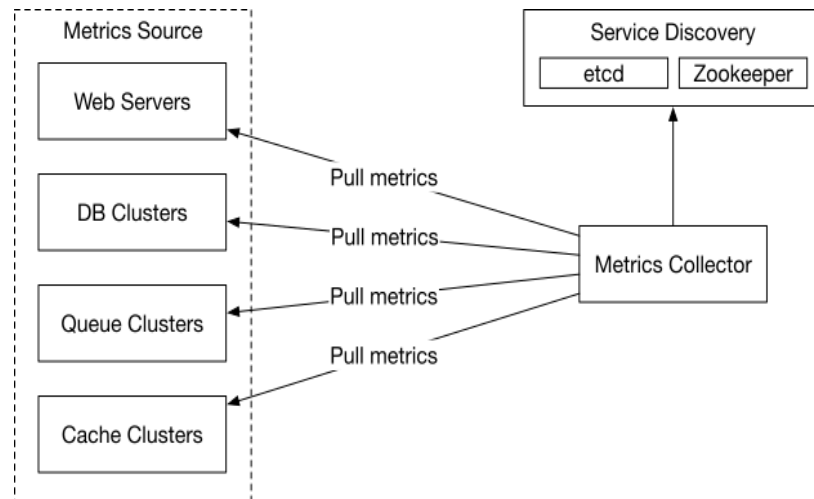 Metrics Source
Web Servers
DB Clusters
Queue Clusters
Cache Clusters
Pull metrics
Pull metrics
Pull metrics
Pull metrics
Service Discovery
etcd
Zookeeper
Metrics Collector